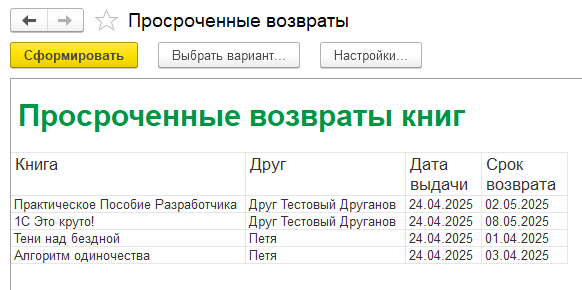 Просроченные возвраты
Сформировать Выбрать вариант... Настройки...
Просроченные возвраты книг
Книга Друг Дата выдачи Срок возврата
Практическое Пособие Разработчика Друг Тестовый Друганов 24.04.2025 02.05.2025
1С Это круто! Друг Тестовый Друганов 24.04.2025 08.05.2025
Тени над бездной Петя 24.04.2025 01.04.2025
Алгоритм одиночества Петя 24.04.2025 03.04.2025